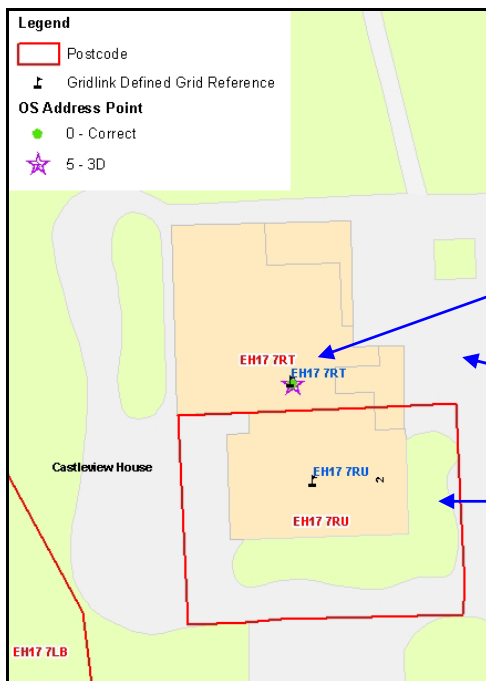 Legend
Postcode
Gridlink Defined Grid Reference
OS Address Point
0 - Correct
5 - 3D
EH17 7RT
EH17 7RT
Castleview House
EH17 7RU
2
EH17 7RU
EH17 7LB